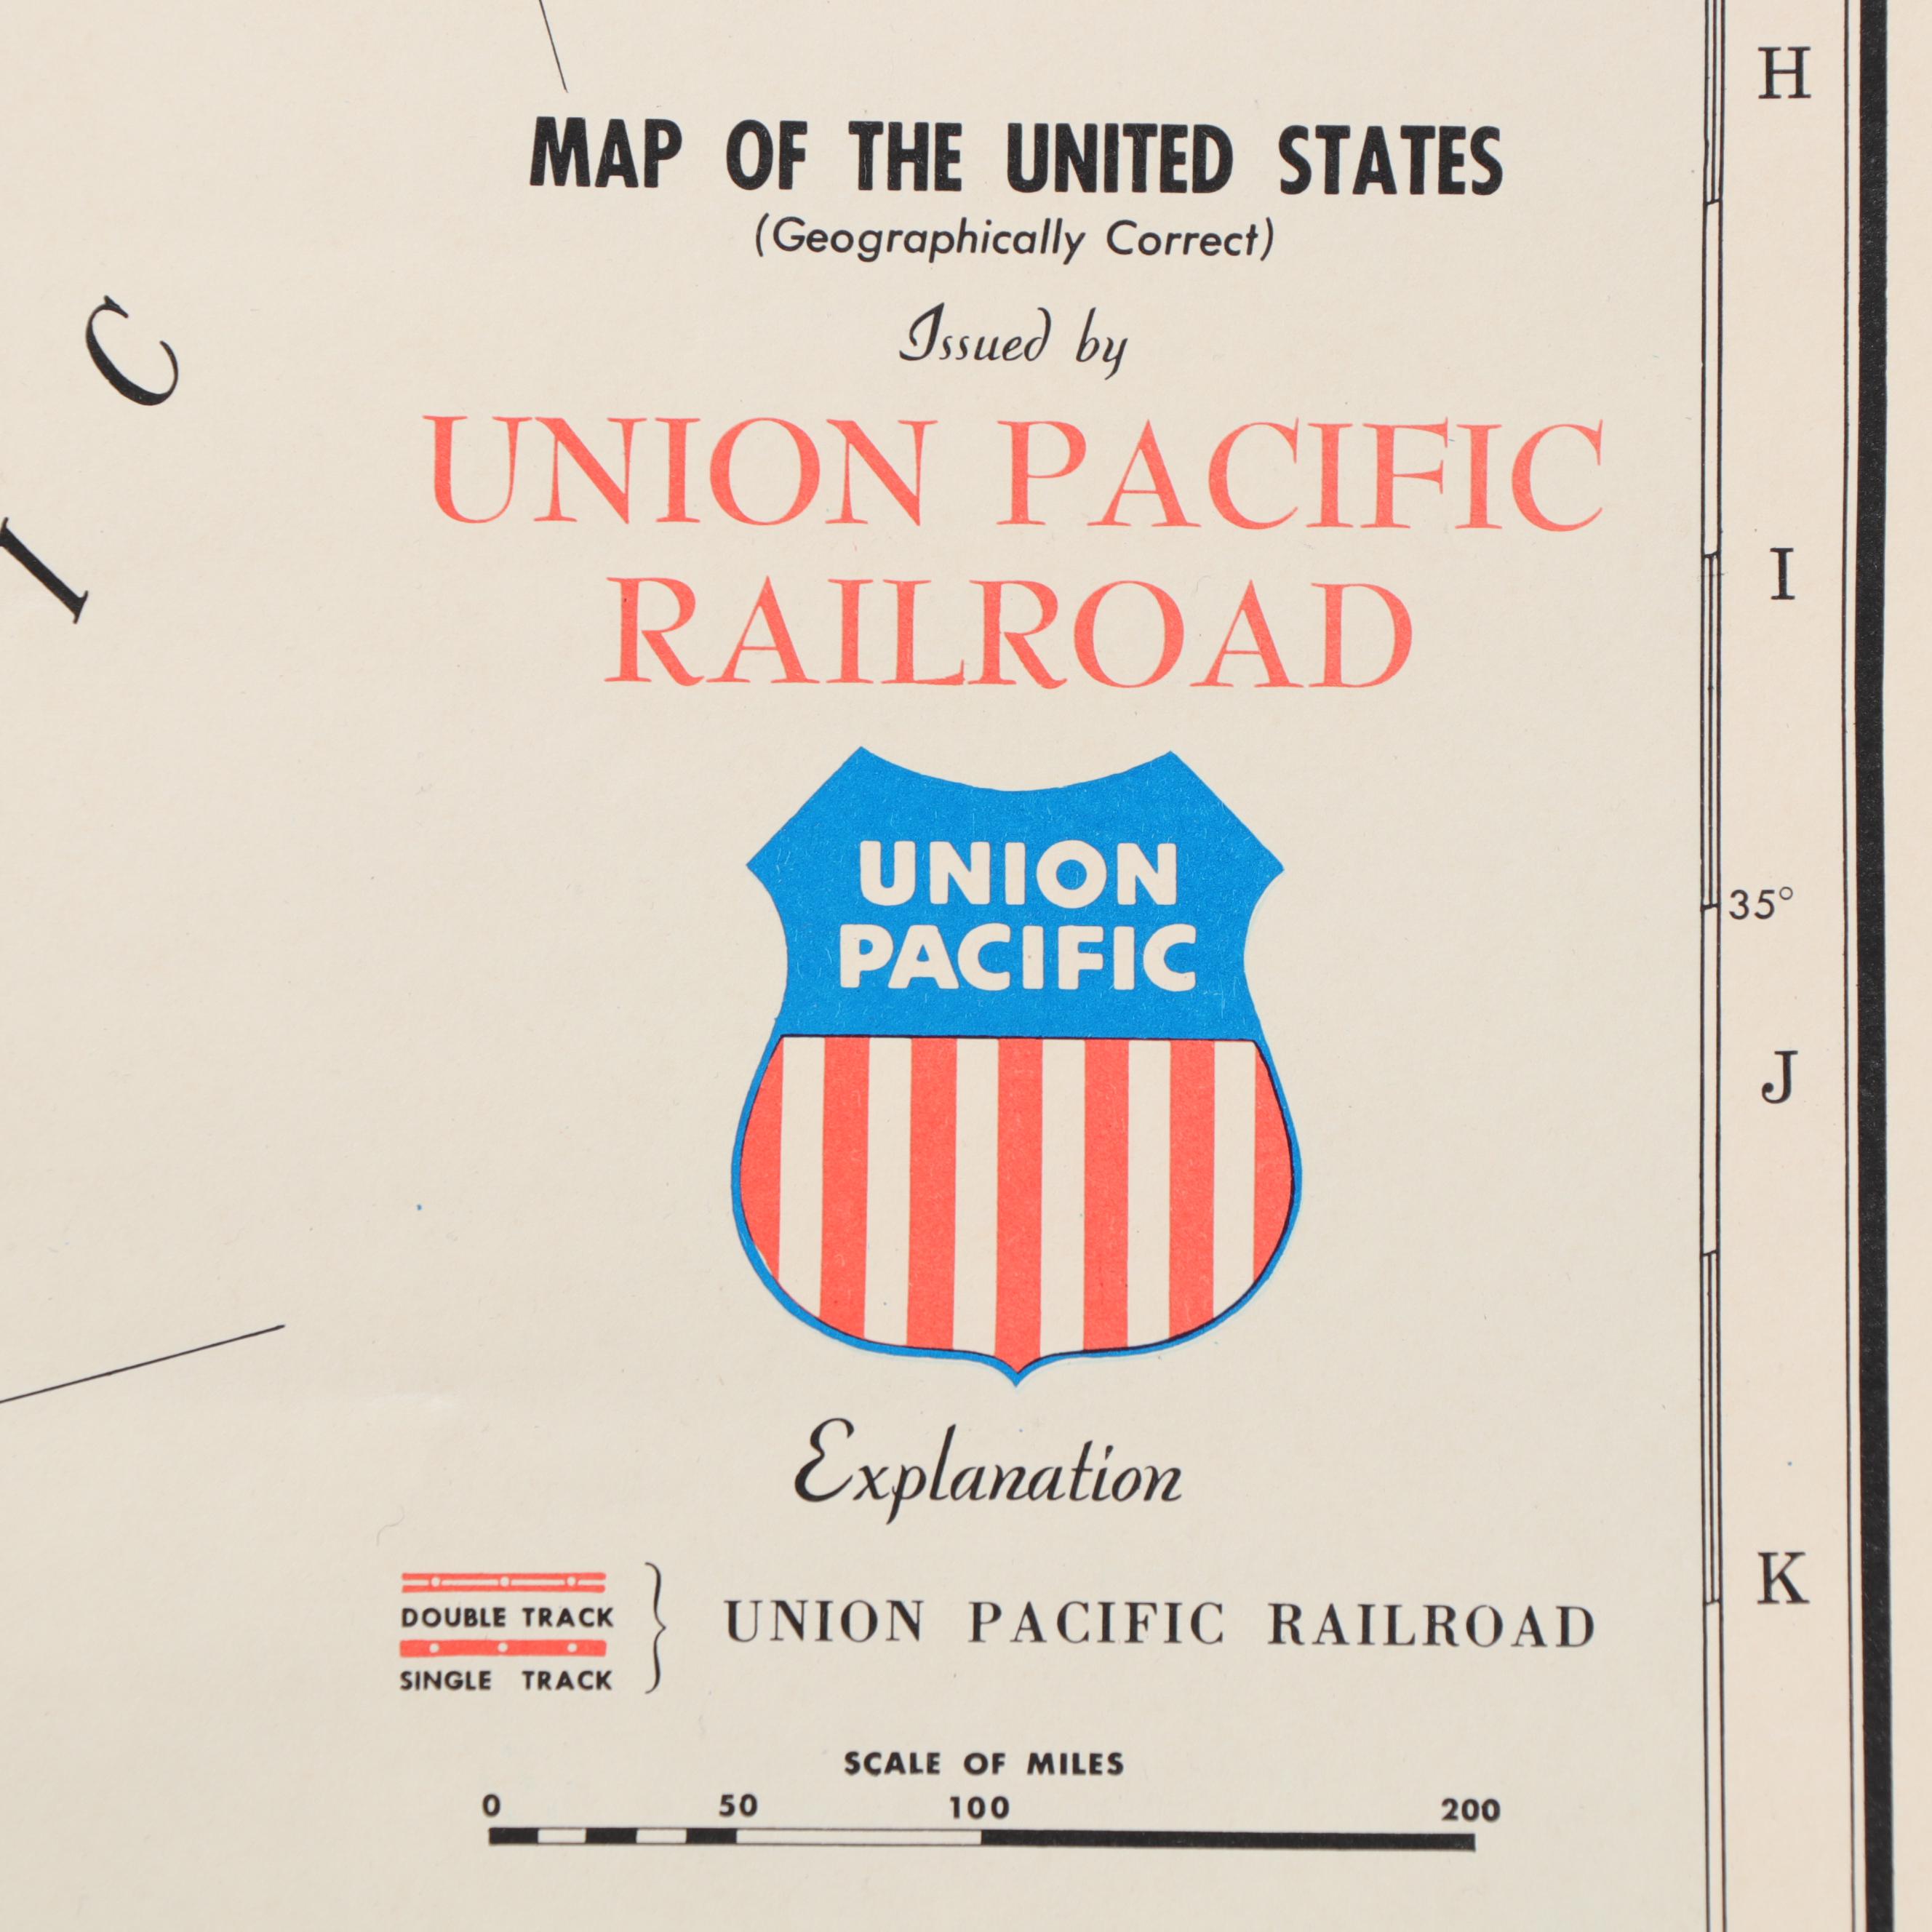 H
MAP OF THE UNITED STATES
(Geographically Correct)
Issued by
C
UNION PACIFIC
I
I
RAILROAD
UNION
PACIFIC
35°
J
Explanation
DOUBLE TRACK
SINGLE TRACK
UNION PACIFIC RAILROAD
K
SCALE OF MILES
0 50 100 200